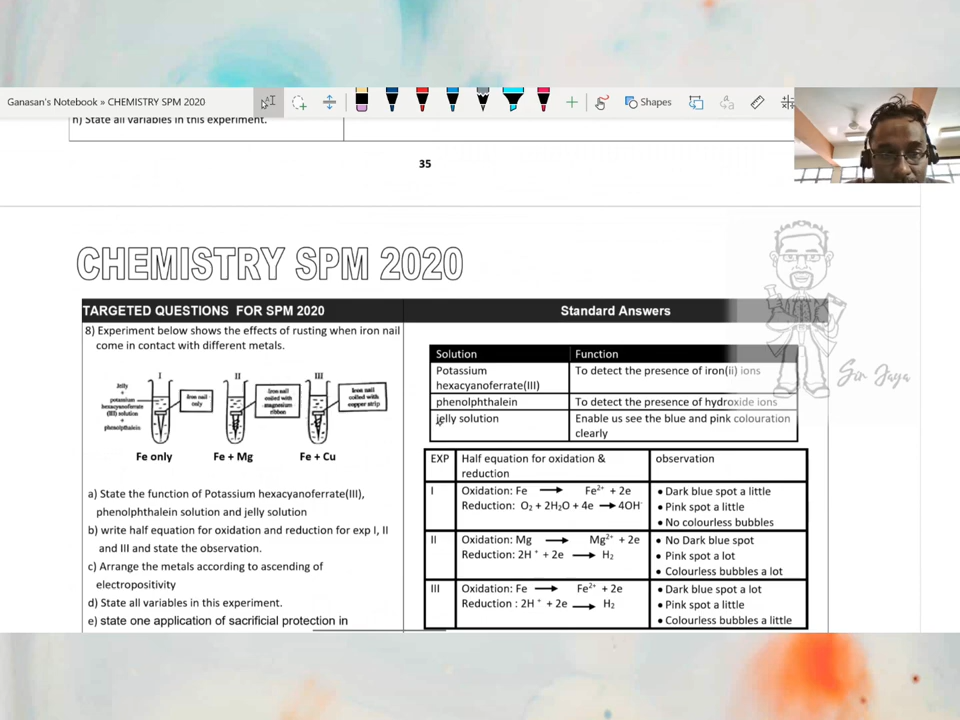 Ganasan's Notebook » CHEMISTRY SPM 2020
Shapes
h) State all variables in this experiment.
35
CHEMISTRY SPM 2020
TARGETED QUESTIONS FOR SPM 2020
8) Experiment below shows the effects of rusting when iron nail
come in contact with different metals.
I
II
III
Jelly
+
potassium
hexacyanoferrate
(III) solution
+
phenolphthalein
Iron nail
only
Iron nail
coiled with
magnesium
ribbon
Iron nail
coiled with
copper strip
Fe only
Fe + Mg
Fe + Cu
a) State the function of Potassium hexacyanoferrate(III),
phenolphthalein solution and jelly solution
b) write half equation for oxidation and reduction for exp I, II
and III and state the observation.
c) Arrange the metals according to ascending of
electropositivity
d) State all variables in this experiment.
e) state one application of sacrificial protection in
Standard Answers
Solution
Function
Potassium
hexacyanoferrate(III)
To detect the presence of iron(ii) ions
phenolphthalein
To detect the presence of hydroxide ions
jelly solution
Enable us see the blue and pink colouration
clearly
EXP
Half equation for oxidation &
reduction
observation
I
Oxidation: Fe → Fe²⁺ + 2e
Reduction: O₂ + 2H₂O + 4e → 4OH⁻
• Dark blue spot a little
• Pink spot a little
• No colourless bubbles
II
Oxidation: Mg → Mg²⁺ + 2e
Reduction: 2H⁺ + 2e → H₂
• No Dark blue spot
• Pink spot a lot
• Colourless bubbles a lot
III
Oxidation: Fe → Fe²⁺ + 2e
Reduction : 2H⁺ + 2e → H₂
• Dark blue spot a lot
• Pink spot a little
• Colourless bubbles a little
Sir Jaya